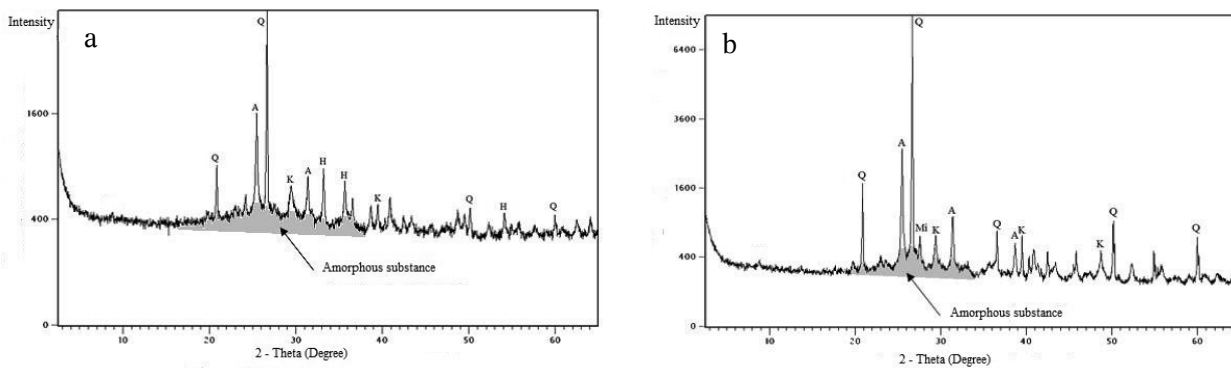 Intensity
a
Q
1600
A
Q
H
A
H
K
K
Q
H
Q
400
Amorphous substance
0
10
20
30
40
50
60
2 - Theta (Degree)
Intensity
b
Q
6400
3600
A
Q
1600
Mi
K
A
Q
A
K
K
Q
Q
400
Amorphous substance
0
10
20
30
40
50
60
2 - Theta (Degree)